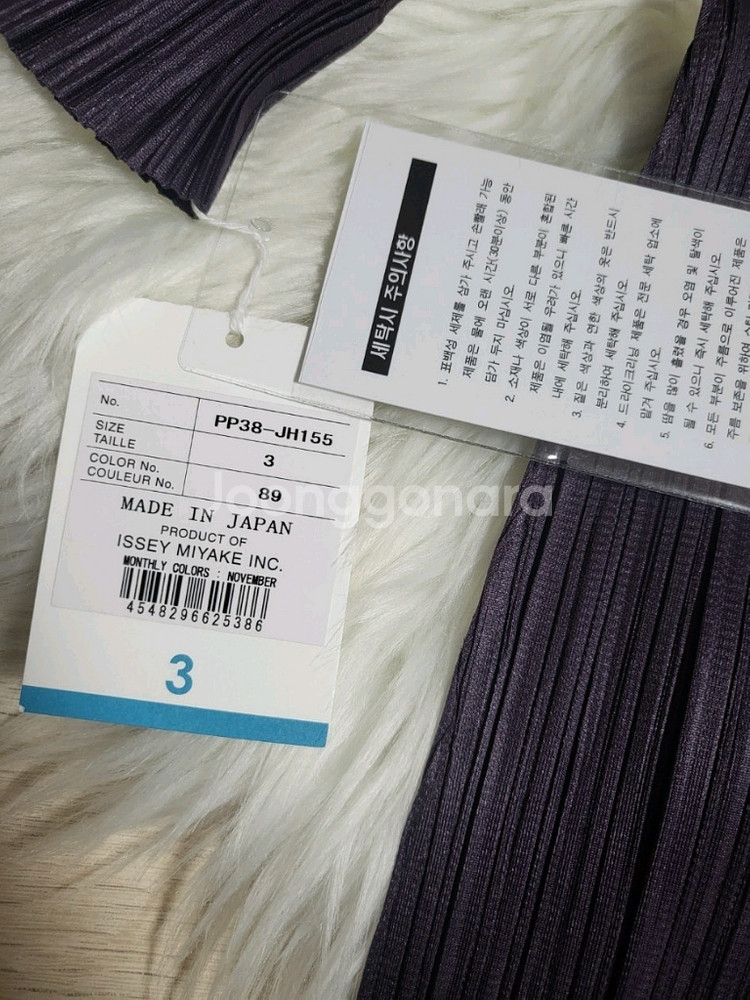 세탁시 주의사항
1. 표백성 세제를 삼가 주시고 손빨래 가능
제품은 물에 오랜 시간(30분이상) 동안
담가 두지 마십시오.
2. 소재나 색상이 서로 다른 부분이 혼합된
제품은 이염될 우려가 있으니 빠른 시간
내에 세탁해 주십시오.
3. 짙은 색상과 연한 색상의 옷은 반드시
분리하여 세탁해 주십시오.
4. 드라이크리닝 제품은 전문 세탁 업소에
맡겨 주십시오.
5. 땀을 많이 흘렸을 경우 오염 및 탈색이
될 수 있으니 즉시 세탁해 주십시오.
6. 모든 부분이 주름으로 이루어진 제품은
주름 보존을 위하여
No. PP38-JH155
SIZE
TAILLE 3
COLOR No.
COULEUR No. 89
MADE IN JAPAN
PRODUCT OF
ISSEY MIYAKE INC.
MONTHLY COLORS : NOVEMBER
4548296625386
3
Joonggonara